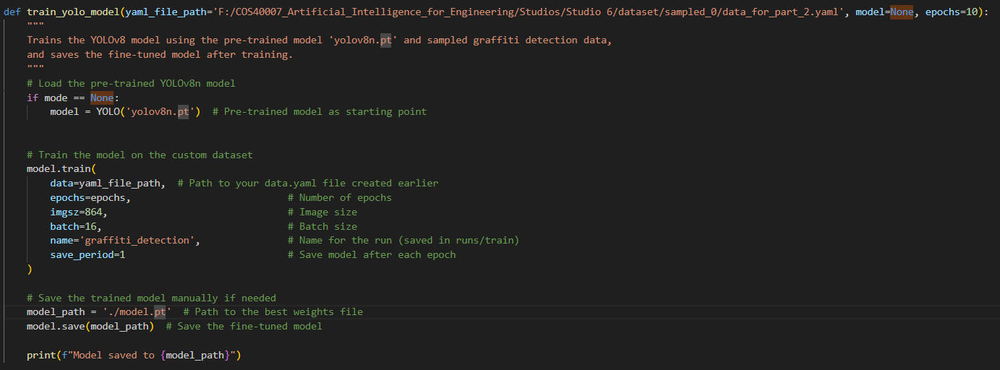 def train_yolo_model(yaml_file_path='F:/COS40007_Artificial_Intelligence_for_Engineering/Studios/Studio 6/dataset/sampled_0/data_for_part_2.yaml', model=None, epochs=10):
"""
Trains the YOLOv8 model using the pre-trained model 'yolov8n.pt' and sampled graffiti detection data,
and saves the fine-tuned model after training.
"""
# Load the pre-trained YOLOv8n model
if mode == None:
model = YOLO('yolov8n.pt')  # Pre-trained model as starting point
# Train the model on the custom dataset
model.train(
data=yaml_file_path,  # Path to your data.yaml file created earlier
epochs=epochs,                           # Number of epochs
imgsz=864,                               # Image size
batch=16,                                # Batch size
name='graffiti_detection',               # Name for the run (saved in runs/train)
save_period=1                            # Save model after each epoch
)
# Save the trained model manually if needed
model_path = './model.pt'  # Path to the best weights file
model.save(model_path)  # Save the fine-tuned model
print(f"Model saved to {model_path}")